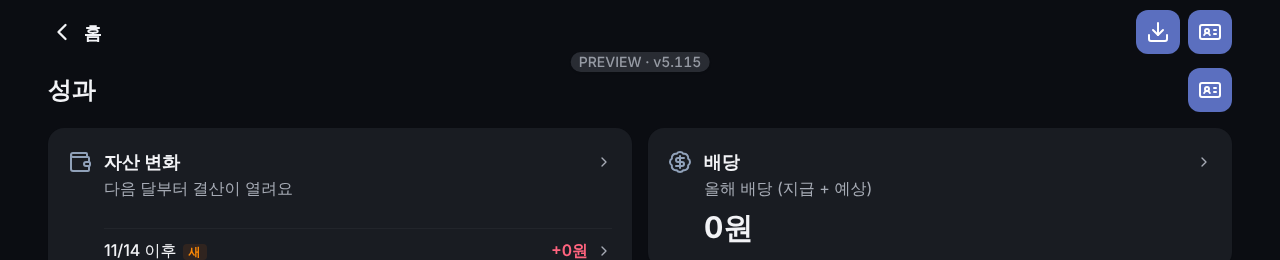 홈
PREVIEW · v5.115
성과
자산 변화
다음 달부터 결산이 열려요
11/14 이후 새 +0원
배당
올해 배당 (지급 + 예상)
0원